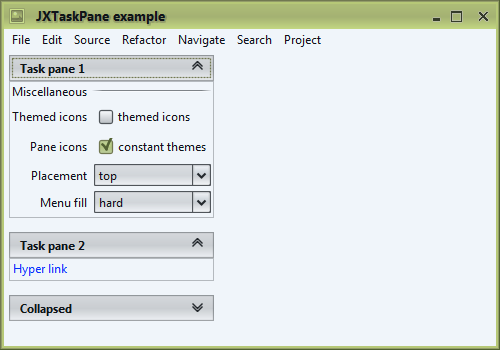 JXTaskPane example
File Edit Source Refactor Navigate Search Project
Task pane 1
Miscellaneous
Themed icons themed icons
Pane icons constant themes
Placement top
Menu fill hard
Task pane 2
Hyper link
Collapsed